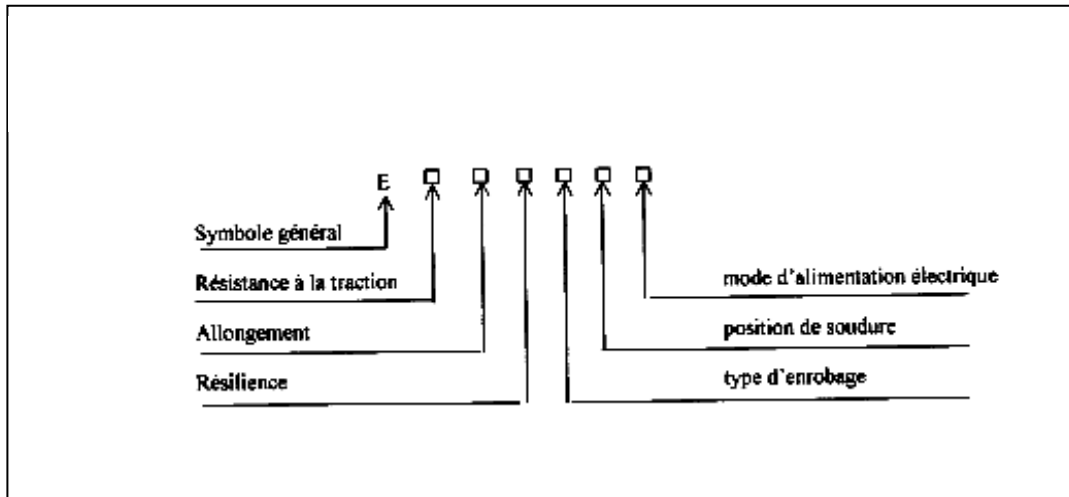 E □ □ □ □ □ □
Symbole général
Résistance à la traction
Allongement
Résilience
mode d'alimentation électrique
position de soudure
type d'enrobage